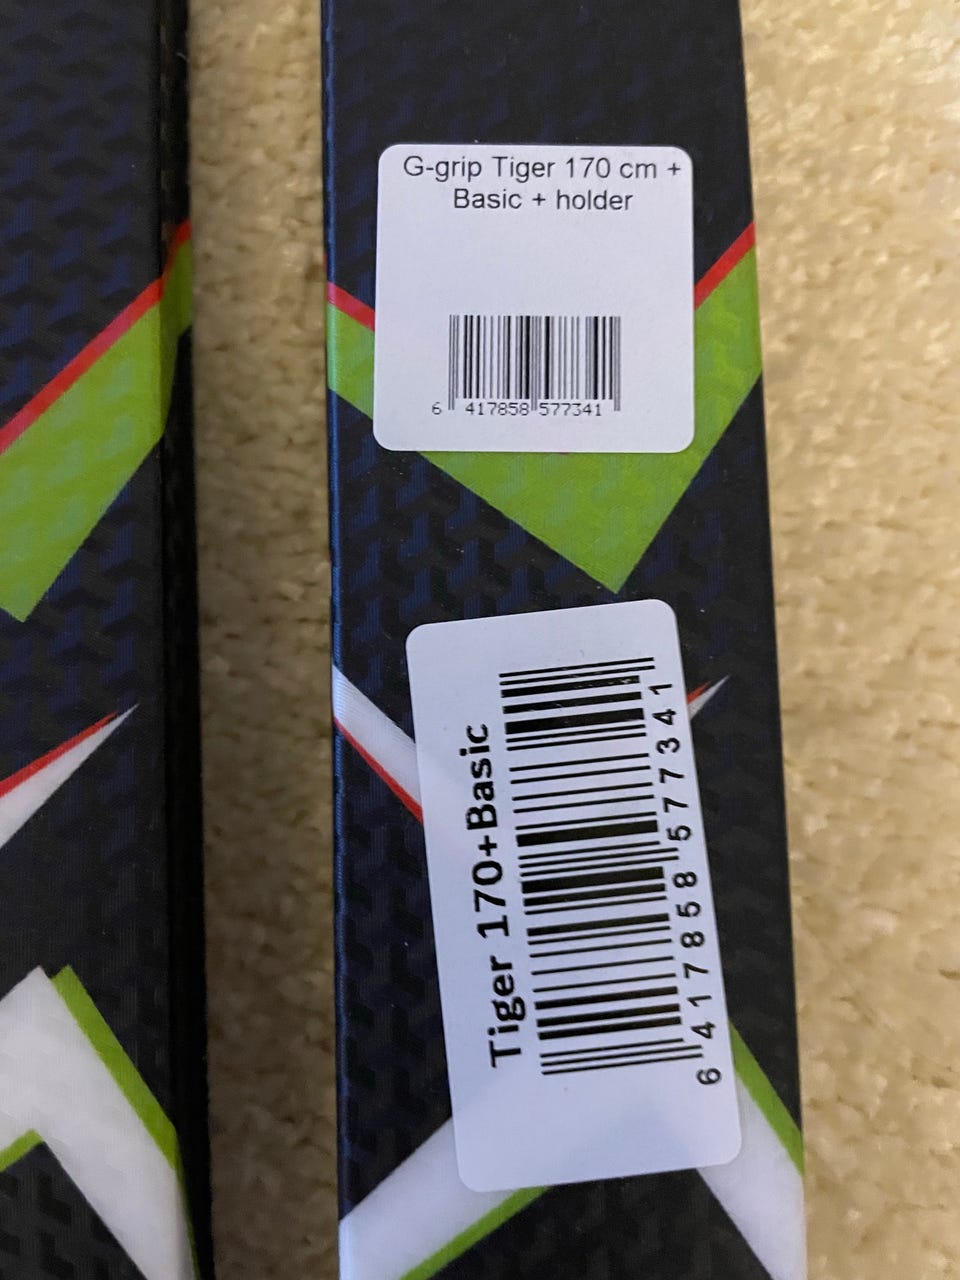 G-grip Tiger 170 cm +
Basic + holder
6 417858 577341
Tiger 170+Basic
6 417858 577341